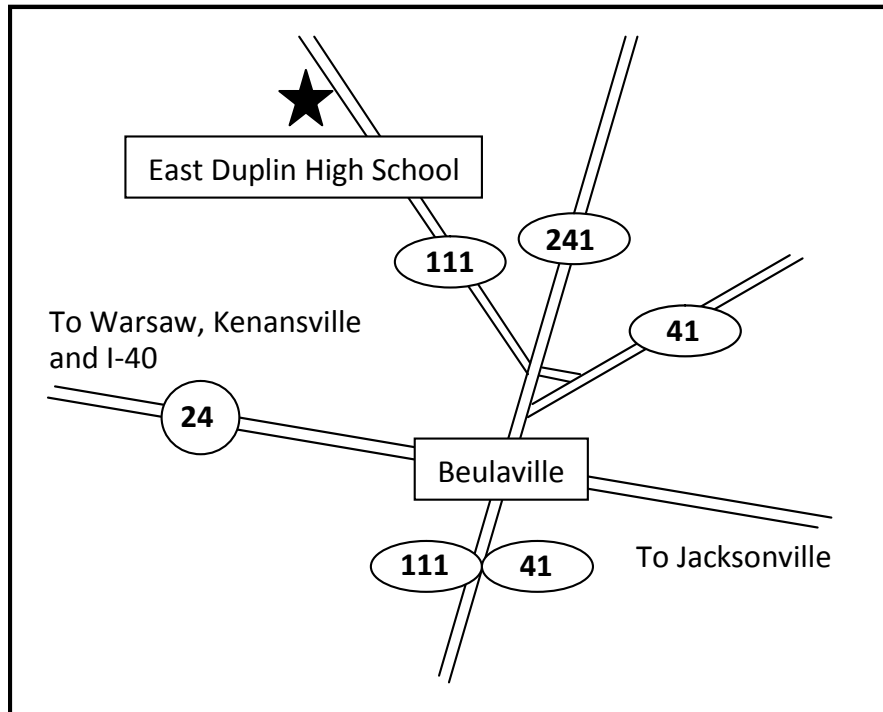 East Duplin High School
241
111
41
To Warsaw, Kenansville
and I-40
24
Beulaville
111
41
To Jacksonville